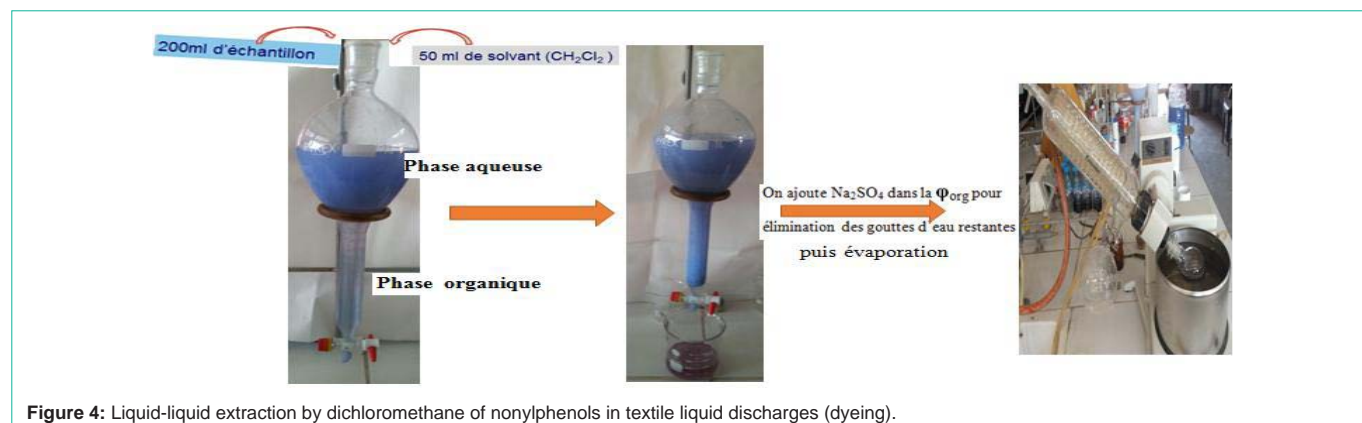 200ml d'échantillon
50 ml de solvant (CH₂Cl₂ )
Phase aqueuse
Phase organique
On ajoute Na₂SO₄ dans la φorg pour
élimination des gouttes d'eau restantes
puis évaporation
Figure 4: Liquid-liquid extraction by dichloromethane of nonylphenols in textile liquid discharges (dyeing).